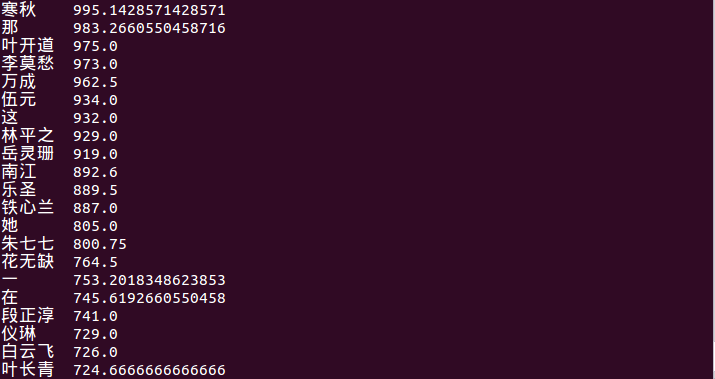 寒秋 995.1428571428571
那 983.2660550458716
叶开道 975.0
李莫愁 973.0
万成 962.5
伍元 934.0
这 932.0
林平之 929.0
岳灵珊 919.0
南江 892.6
乐圣 889.5
铁心兰 887.0
她 805.0
朱七七 800.75
花无缺 764.5
一 753.2018348623853
在 745.6192660550458
段正淳 741.0
仪琳 729.0
白云飞 726.0
叶长青 724.6666666666666